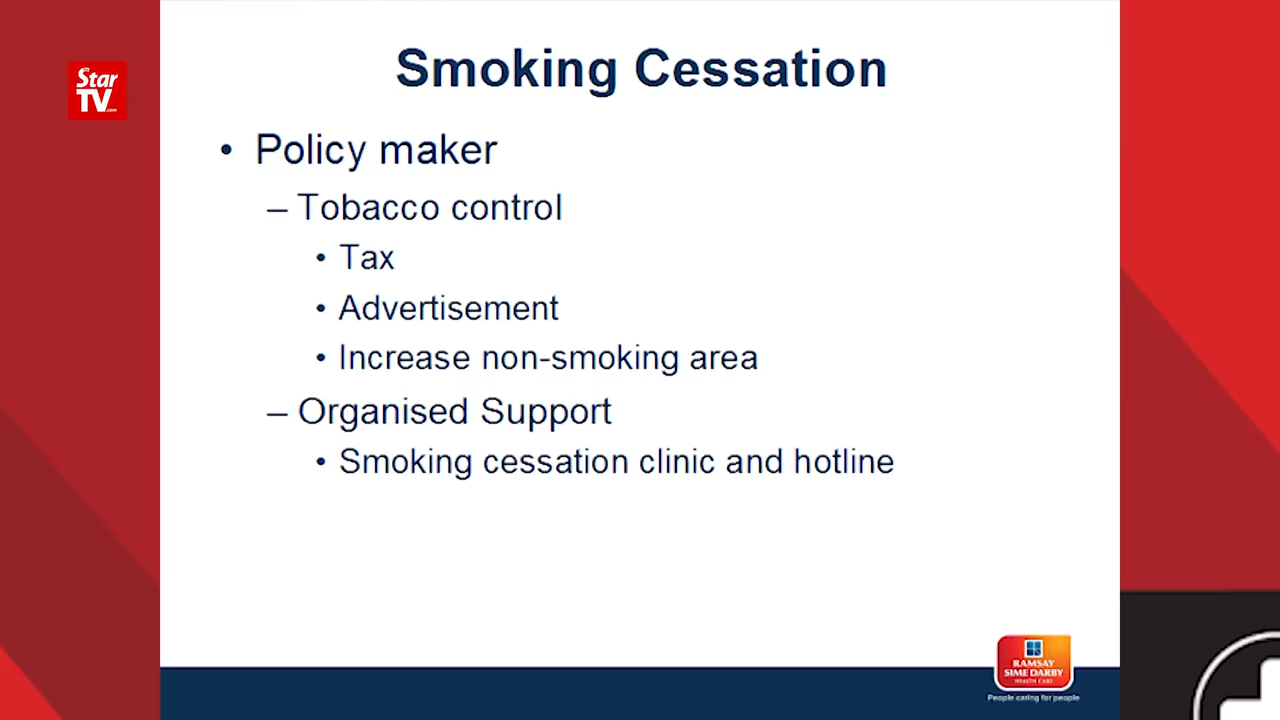 Star
TV.com
Smoking Cessation
• Policy maker
– Tobacco control
• Tax
• Advertisement
• Increase non-smoking area
– Organised Support
• Smoking cessation clinic and hotline
RAMSAY
SIME DARBY
HEALTH CARE
People caring for people